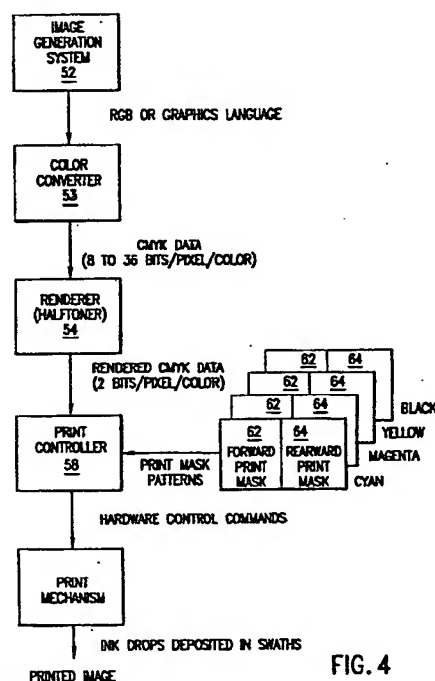 IMAGE
GENERATION
SYSTEM
52
RGB OR GRAPHICS LANGUAGE
COLOR
CONVERTER
53
CMYK DATA
(8 TO 36 BITS/PIXEL/COLOR)
RENDERER
(HALFTONER)
54
RENDERED CMYK DATA
(2 BITS/PIXEL/COLOR)
62 64
BLACK
62 64
YELLOW
62 64
MAGENTA
62 64
FORWARD REARWARD
PRINT PRINT
MASK MASK
CYAN
PRINT
CONTROLLER
58
PRINT MASK
PATTERNS
HARDWARE CONTROL COMMANDS
PRINT
MECHANISM
INK DROPS DEPOSITED IN SWATHS
PRINTED IMAGE
FIG. 4